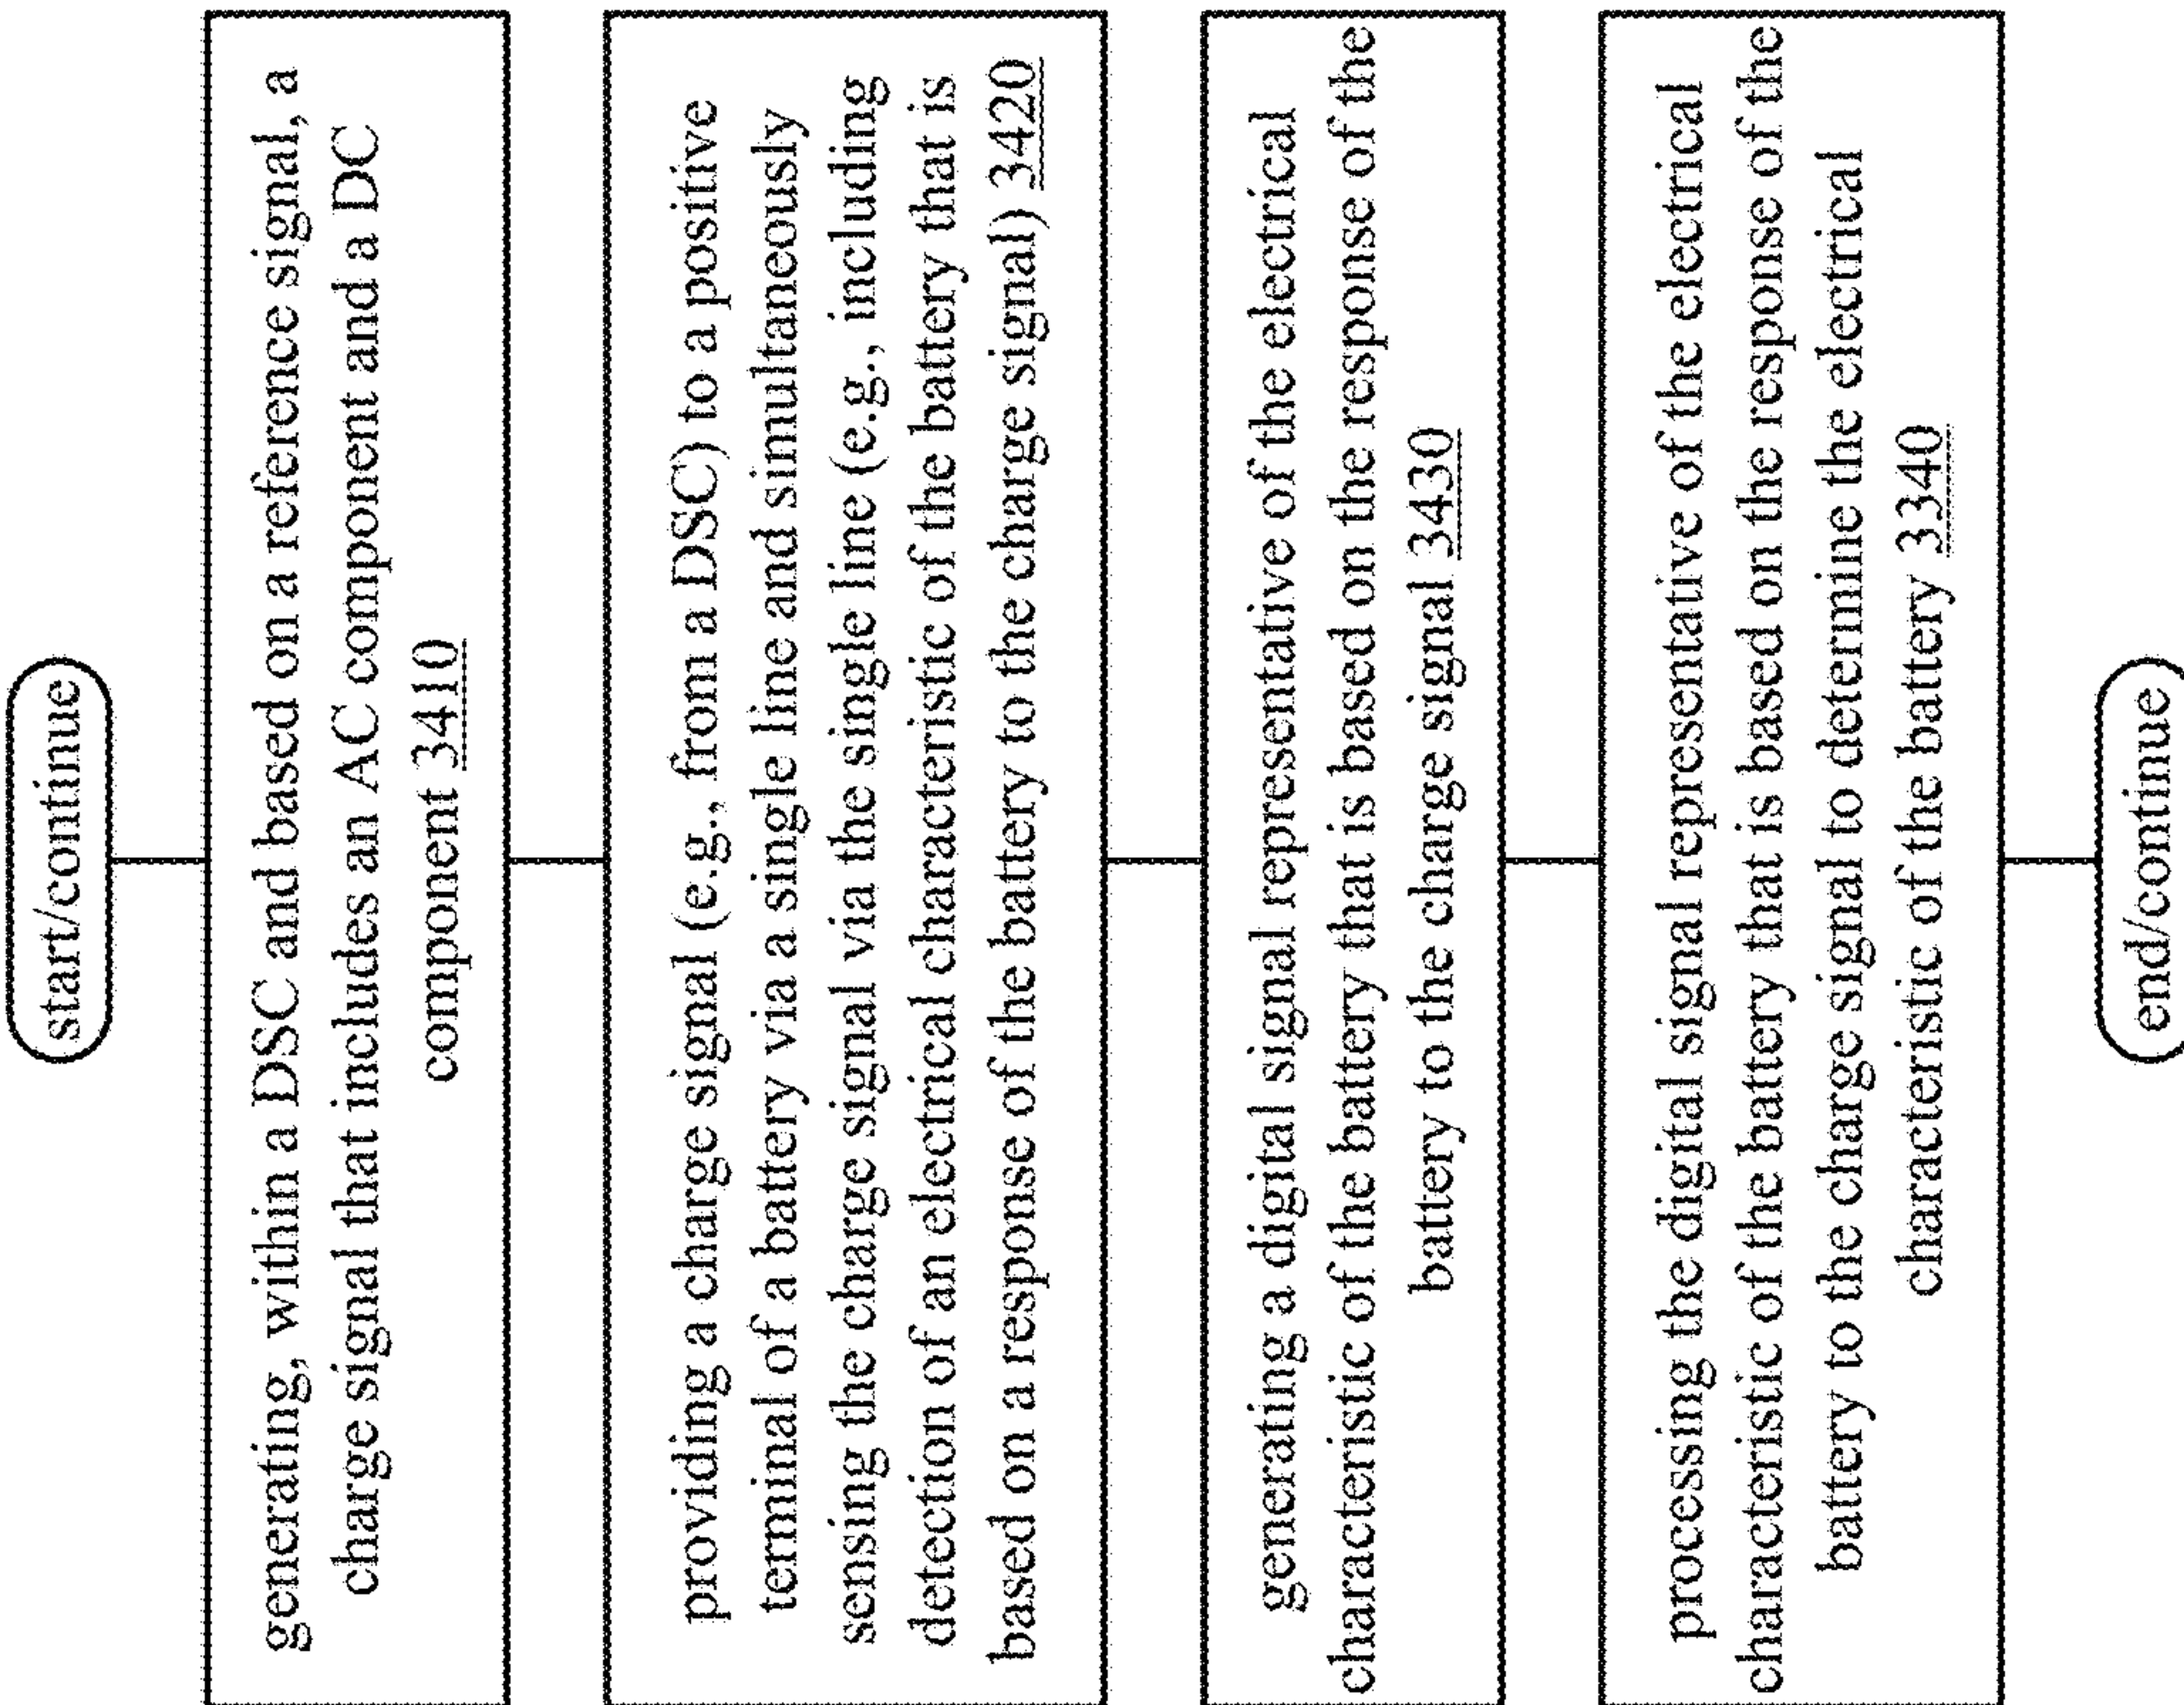 start/continue
generating, within a DSC and based on a reference signal, a
charge signal that includes an AC component and a DC
component 3410
providing a charge signal (e.g., from a DSC) to a positive
terminal of a battery via a single line and simultaneously
sensing the charge signal via the single line (e.g., including
detection of an electrical characteristic of the battery that is
based on a response of the battery to the charge signal) 3420
generating a digital signal representative of the electrical
characteristic of the battery that is based on the response of the
battery to the charge signal 3430
processing the digital signal representative of the electrical
characteristic of the battery that is based on the response of the
battery to the charge signal to determine the electrical
characteristic of the battery 3340
end/continue